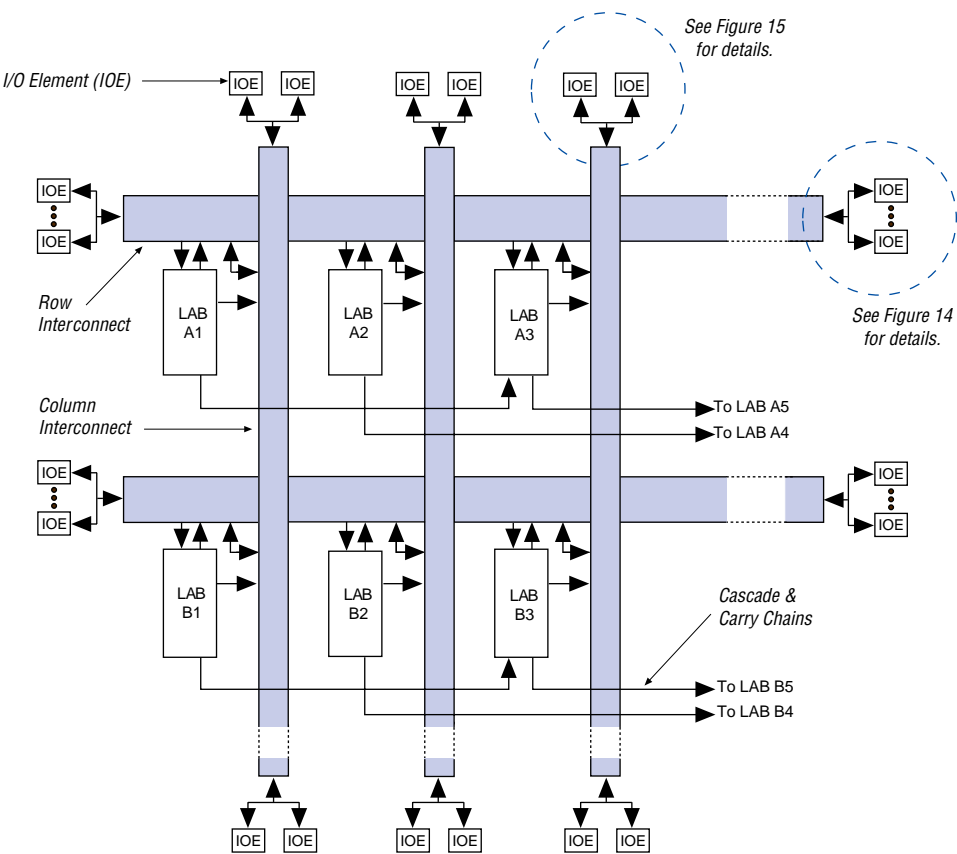 See Figure 15
for details.
I/O Element (IOE)
IOE IOE IOE IOE IOE IOE
IOE IOE
IOE IOE
Row
Interconnect
LAB
A1
LAB
A2
LAB
A3
See Figure 14
for details.
Column
Interconnect
To LAB A5
To LAB A4
IOE IOE
IOE IOE
LAB
B1
LAB
B2
LAB
B3
Cascade &
Carry Chains
To LAB B5
To LAB B4
IOE IOE IOE IOE IOE IOE